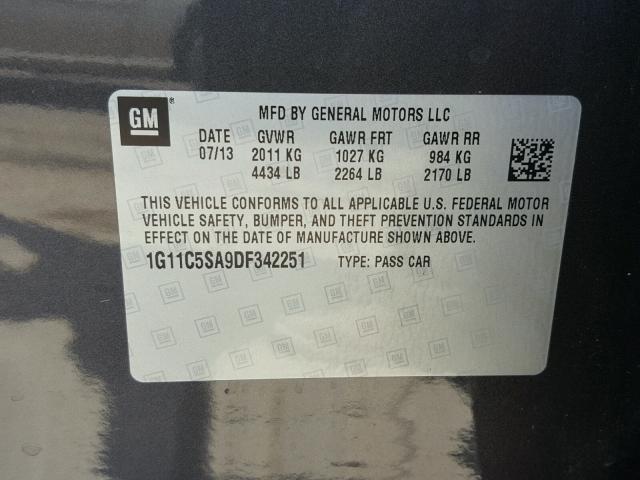 GM
MFD BY GENERAL MOTORS LLC
DATE GVWR GAWR FRT GAWR RR
07/13 2011 KG 1027 KG 984 KG
4434 LB 2264 LB 2170 LB
THIS VEHICLE CONFORMS TO ALL APPLICABLE U.S. FEDERAL MOTOR
VEHICLE SAFETY, BUMPER, AND THEFT PREVENTION STANDARDS IN
EFFECT ON THE DATE OF MANUFACTURE SHOWN ABOVE.
1G11C5SA9DF342251 TYPE: PASS CAR